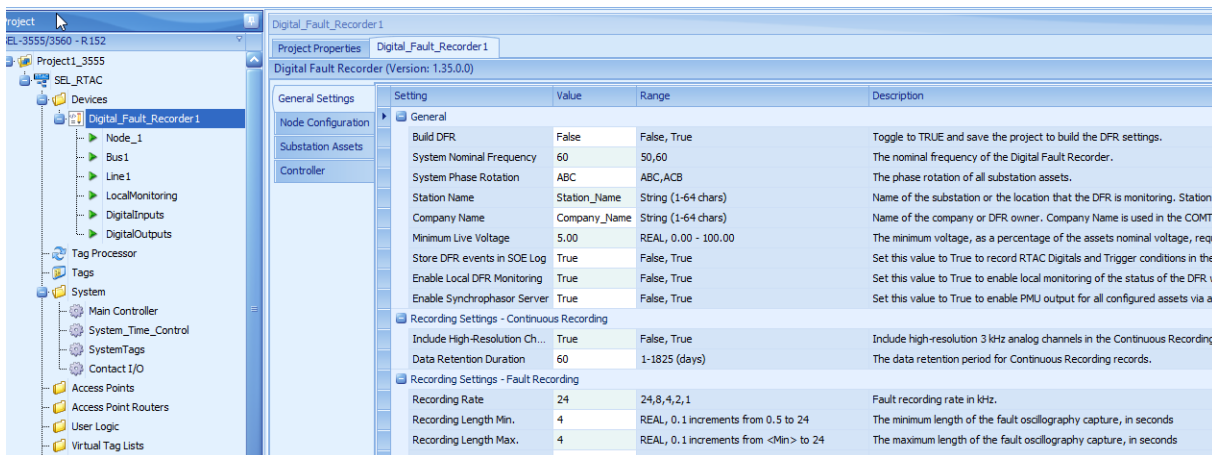 Project
SEL-3555/3560 - R152
Project1_3555
SEL_RTAC
Devices
Digital_Fault_Recorder1
Node_1
Bus1
Line1
LocalMonitoring
DigitalInputs
DigitalOutputs
Tag Processor
Tags
System
Main Controller
System_Time_Control
SystemTags
Contact I/O
Access Points
Access Point Routers
User Logic
Virtual Tag Lists
Digital_Fault_Recorder1
Project Properties Digital_Fault_Recorder1
Digital Fault Recorder (Version: 1.35.0.0)
General Settings
Node Configuration
Substation Assets
Controller
Setting Value Range Description
General
Build DFR False False, True Toggle to TRUE and save the project to build the DFR settings.
System Nominal Frequency 60 50,60 The nominal frequency of the Digital Fault Recorder.
System Phase Rotation ABC ABC,ACB The phase rotation of all substation assets.
Station Name Station_Name String (1-64 chars) Name of the substation or the location that the DFR is monitoring. Station
Company Name Company_Name String (1-64 chars) Name of the company or DFR owner. Company Name is used in the COMT
Minimum Live Voltage 5.00 REAL, 0.00 - 100.00 The minimum voltage, as a percentage of the assets nominal voltage, requ
Store DFR events in SOE Log True False, True Set this value to True to record RTAC Digitals and Trigger conditions in the
Enable Local DFR Monitoring True False, True Set this value to True to enable local monitoring of the status of the DFR
Enable Synchrophasor Server True False, True Set this value to True to enable PMU output for all configured assets via a
Recording Settings - Continuous Recording
Include High-Resolution Ch... True False, True Include high-resolution 3 kHz analog channels in the Continuous Recording
Data Retention Duration 60 1-1825 (days) The data retention period for Continuous Recording records.
Recording Settings - Fault Recording
Recording Rate 24 24,8,4,2,1 Fault recording rate in kHz.
Recording Length Min. 4 REAL, 0.1 increments from 0.5 to 24 The minimum length of the fault oscillography capture, in seconds
Recording Length Max. 4 REAL, 0.1 increments from <Min> to 24 The maximum length of the fault oscillography capture, in seconds